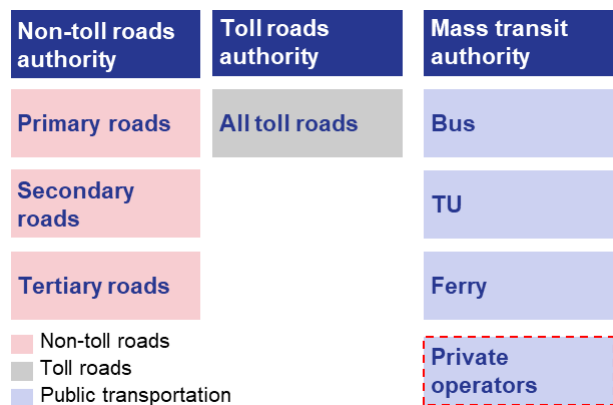 Non-toll roads
authority
Toll roads
authority
Mass transit
authority
Primary roads
All toll roads
Bus
Secondary
roads
TU
Tertiary roads
Ferry
Non-toll roads
Toll roads
Public transportation
Private
operators